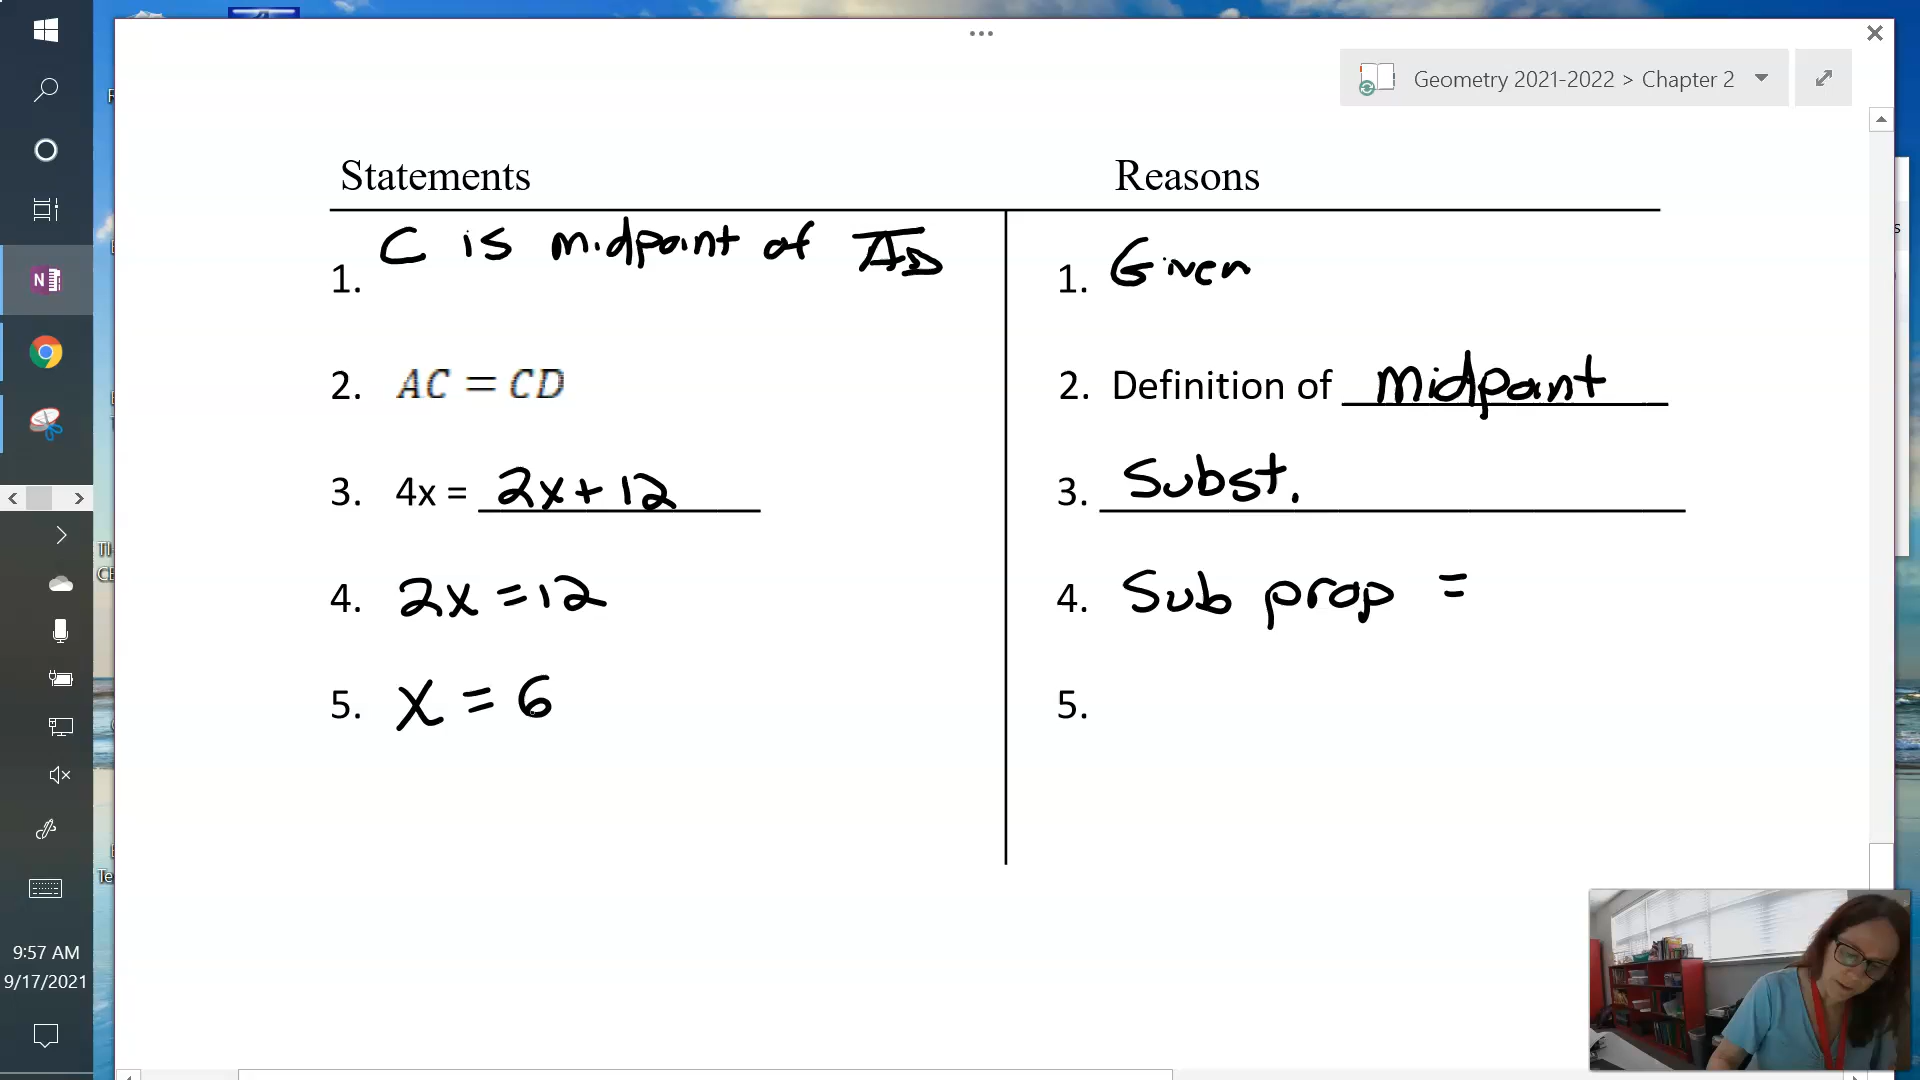 Geometry 2021-2022 > Chapter 2
Statements Reasons
1. C is midpoint of AD 1. Given
2. AC = CD 2. Definition of midpoint
3. 4x = 2x+12 3. Subst.
4. 2x = 12 4. Sub prop =
5. x = 6 5.
9:57 AM
9/17/2021